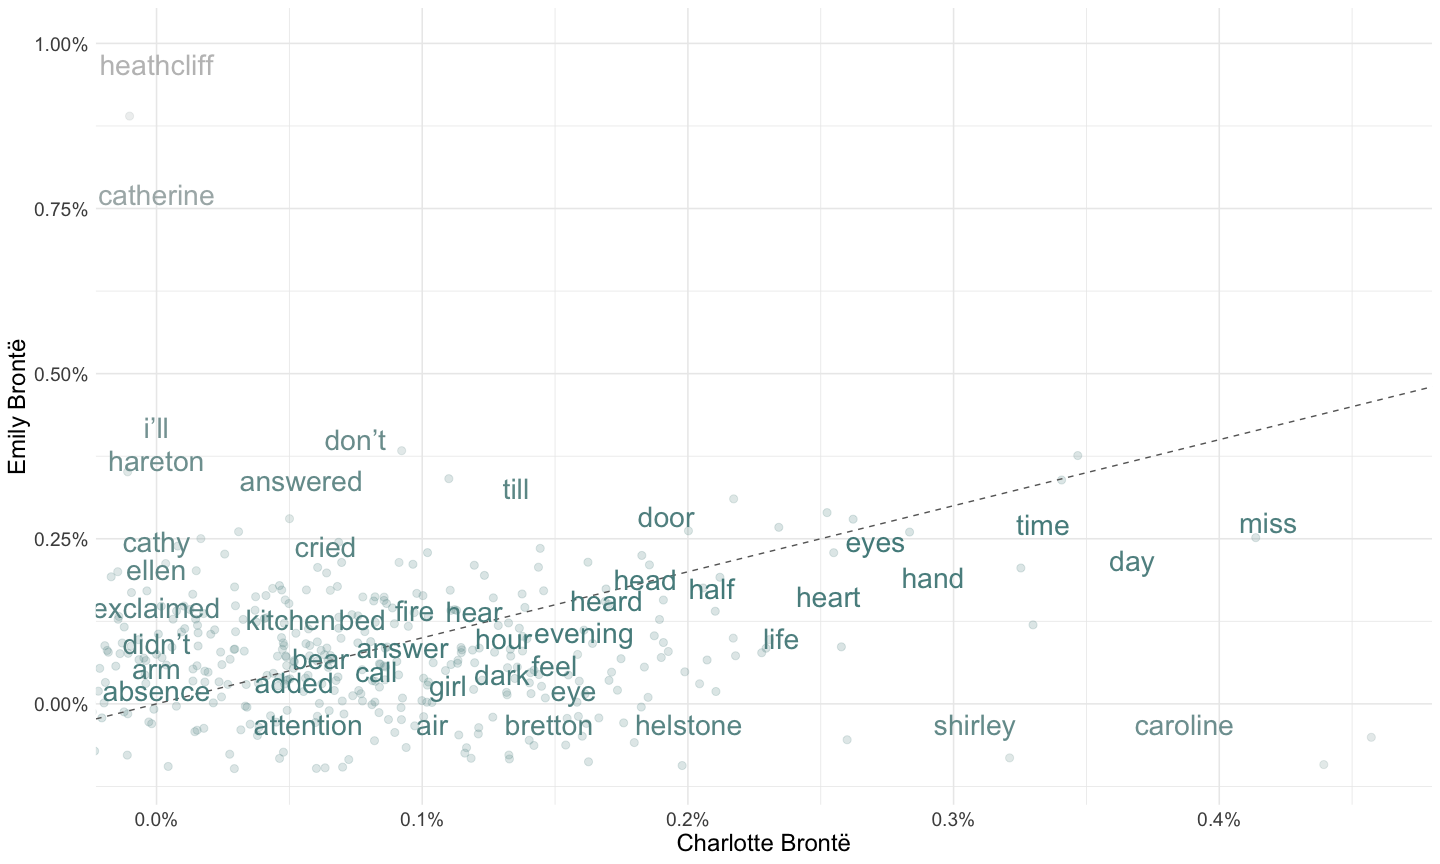 1.00%
heathcliff
catherine
0.75%
0.50%
i’ll
don’t
hareton
answered
till
door
time
miss
0.25%
cathy
cried
eyes
day
ellen
head
half
hand
exclaimed
heard
heart
kitchen
bed
fire
hear
didn’t
answer
hour
evening
life
arm
bear
call
dark
feel
absence
added
girl
eye
0.00%
attention
air
bretton
helstone
shirley
caroline
0.0%
0.1%
0.2%
0.3%
0.4%
Charlotte Brontë
Emily Brontë